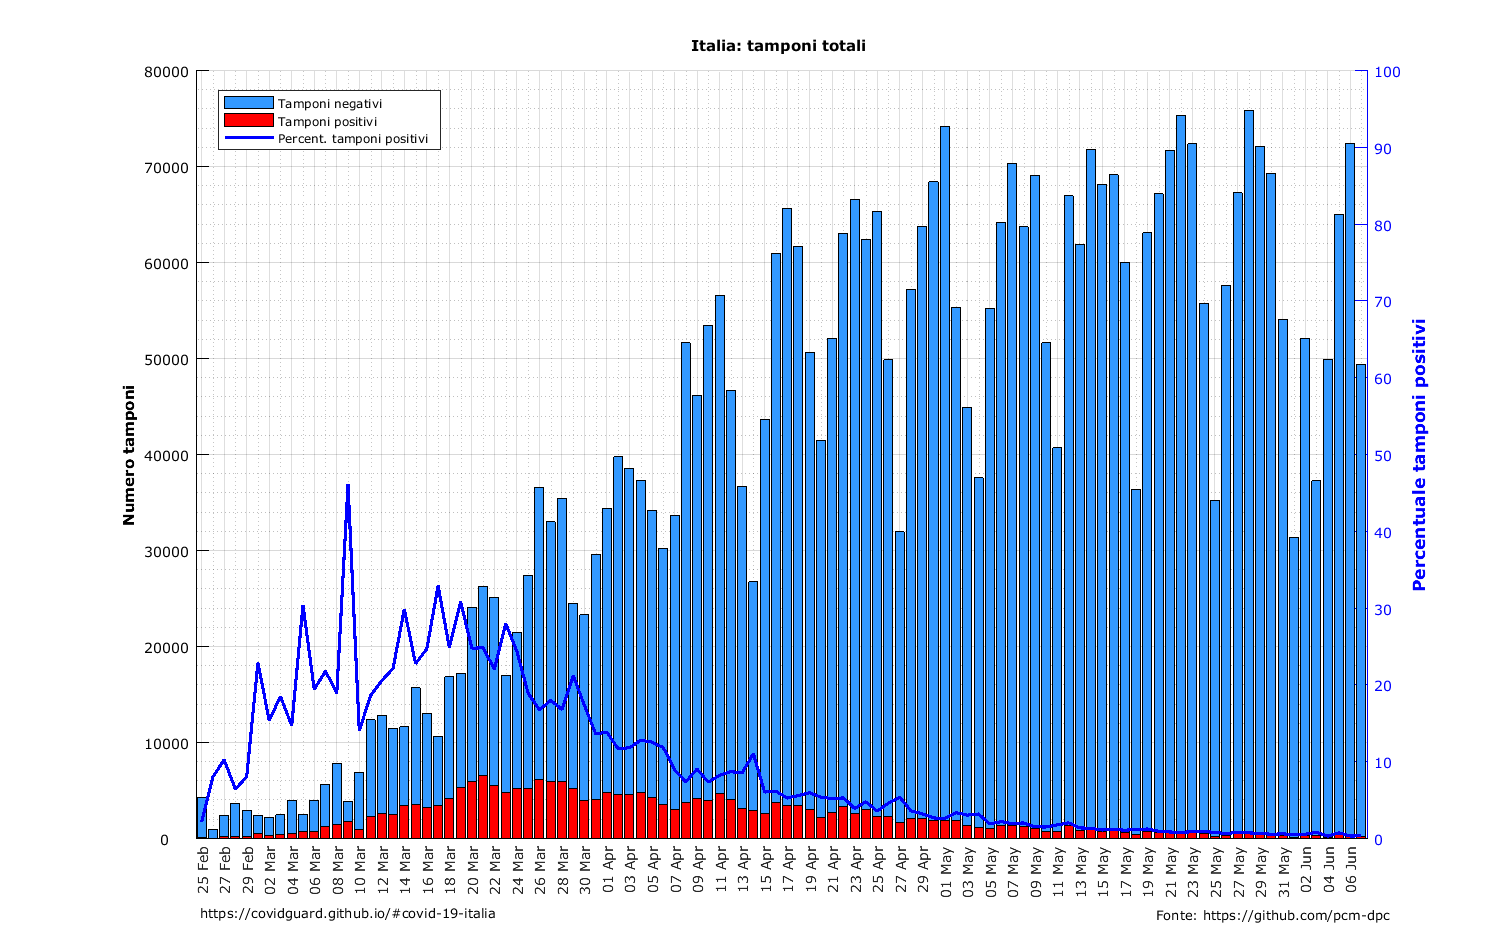 Italia: tamponi totali
80000
70000
60000
50000
40000
30000
20000
10000
0
Numero tamponi
Tamponi negativi
Tamponi positivi
Percent. tamponi positivi
100
90
80
70
60
50
40
30
20
10
0
Percentuale tamponi positivi
25 Feb
27 Feb
29 Feb
02 Mar
04 Mar
06 Mar
08 Mar
10 Mar
12 Mar
14 Mar
16 Mar
18 Mar
20 Mar
22 Mar
24 Mar
26 Mar
28 Mar
30 Mar
01 Apr
03 Apr
05 Apr
07 Apr
09 Apr
11 Apr
13 Apr
15 Apr
17 Apr
19 Apr
21 Apr
23 Apr
25 Apr
27 Apr
29 Apr
01 May
03 May
05 May
07 May
09 May
11 May
13 May
15 May
17 May
19 May
21 May
23 May
25 May
27 May
29 May
31 May
02 Jun
04 Jun
06 Jun
https://covidguard.github.io/#covid-19-italia
Fonte: https://github.com/pcm-dpc